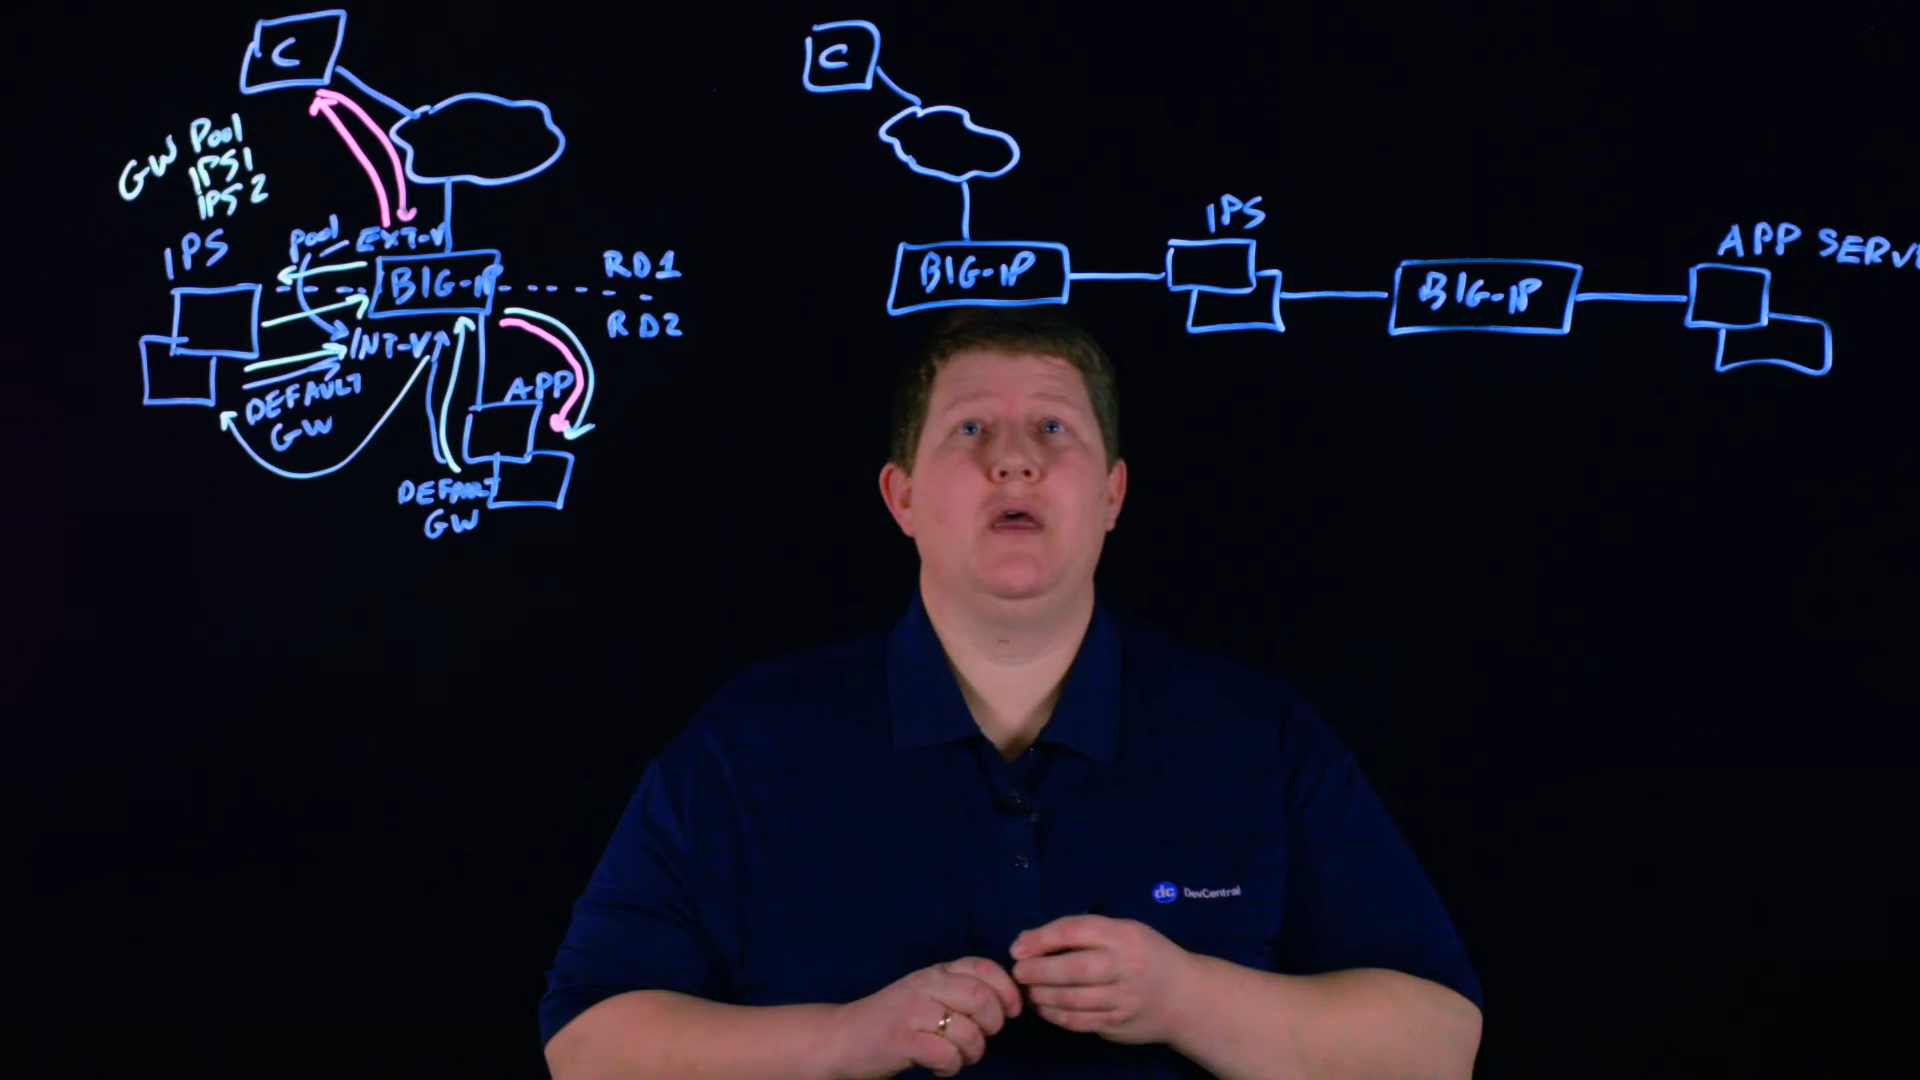 C
GW Pool
IPS1
IPS2
IPS
Pool
EXT-V
BIG-IP
RD1
RD2
INT-V
DEFAULT
GW
APP
DEFAULT
GW
C
BIG-IP
IPS
BIG-IP
APP SERV
dc DevCentral